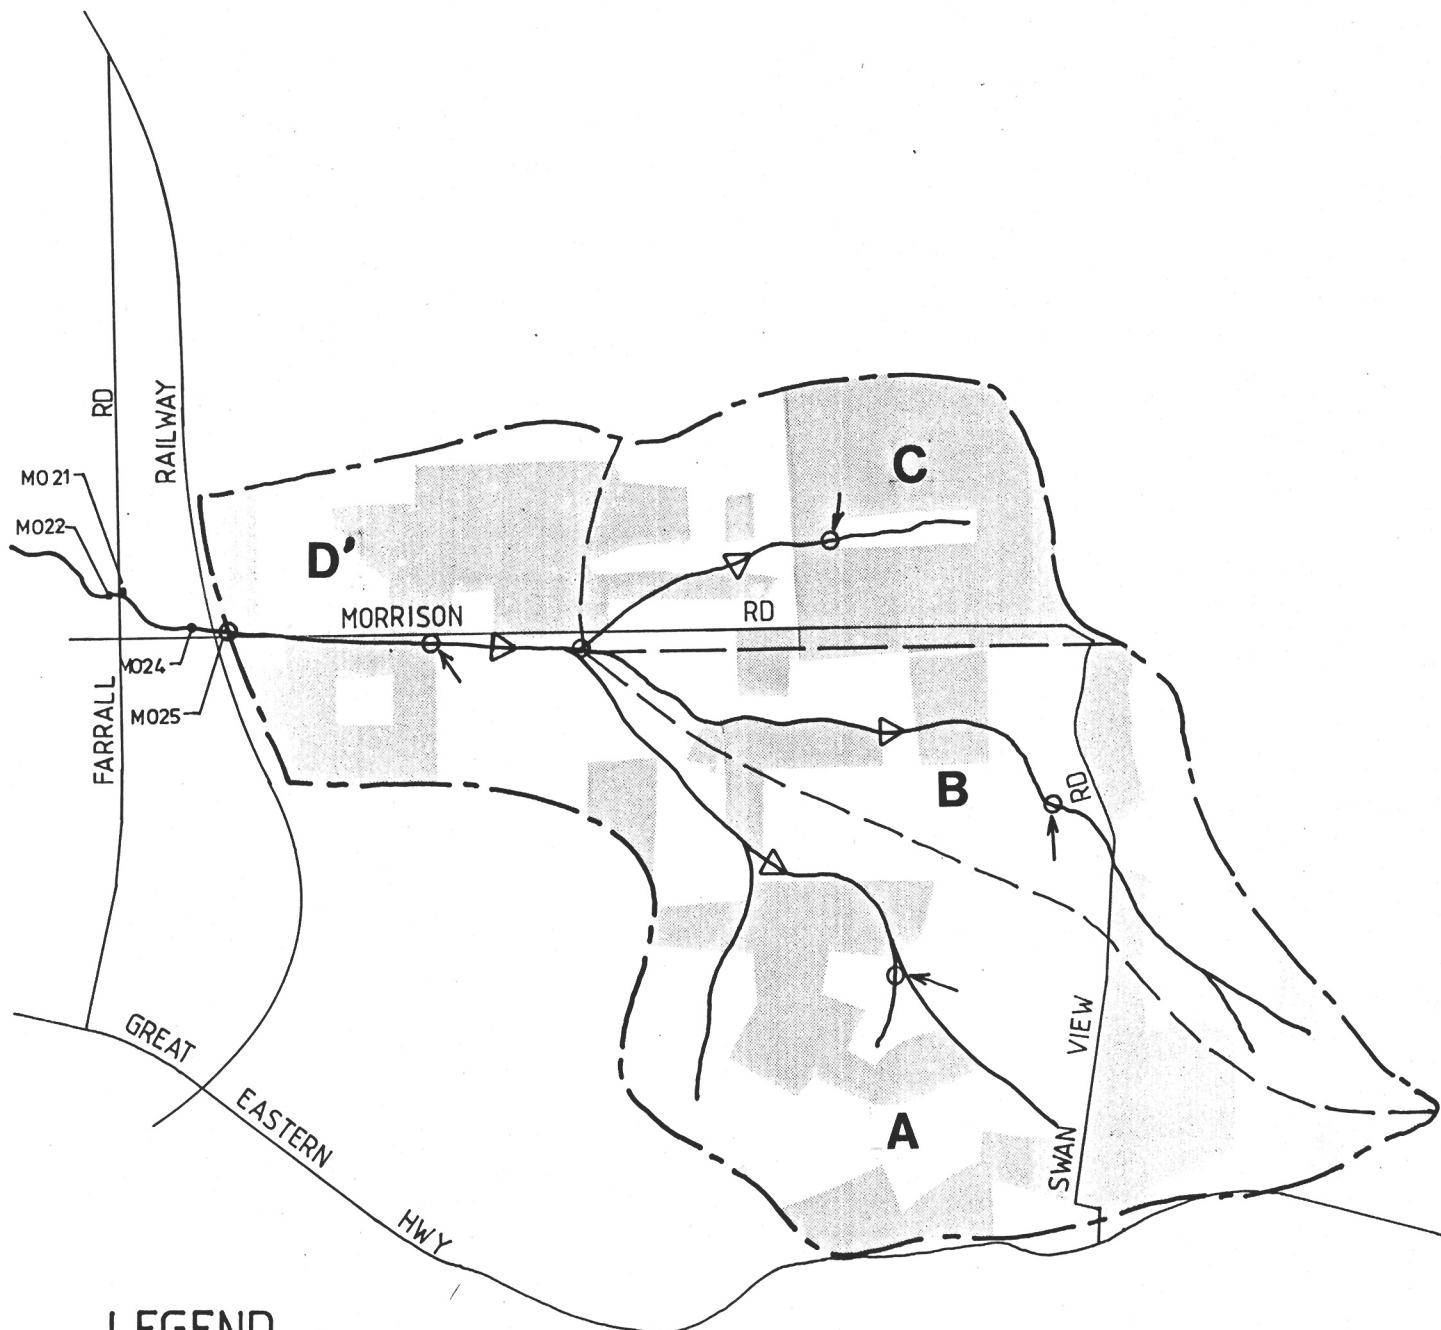 RD
RAILWAY
C
MO21
MO22
D'
MORRISON
RD
MO24
MO25
FARRALL
B
RD
GREAT
EASTERN
HWY
VIEW
SWAN
A
LEGEND